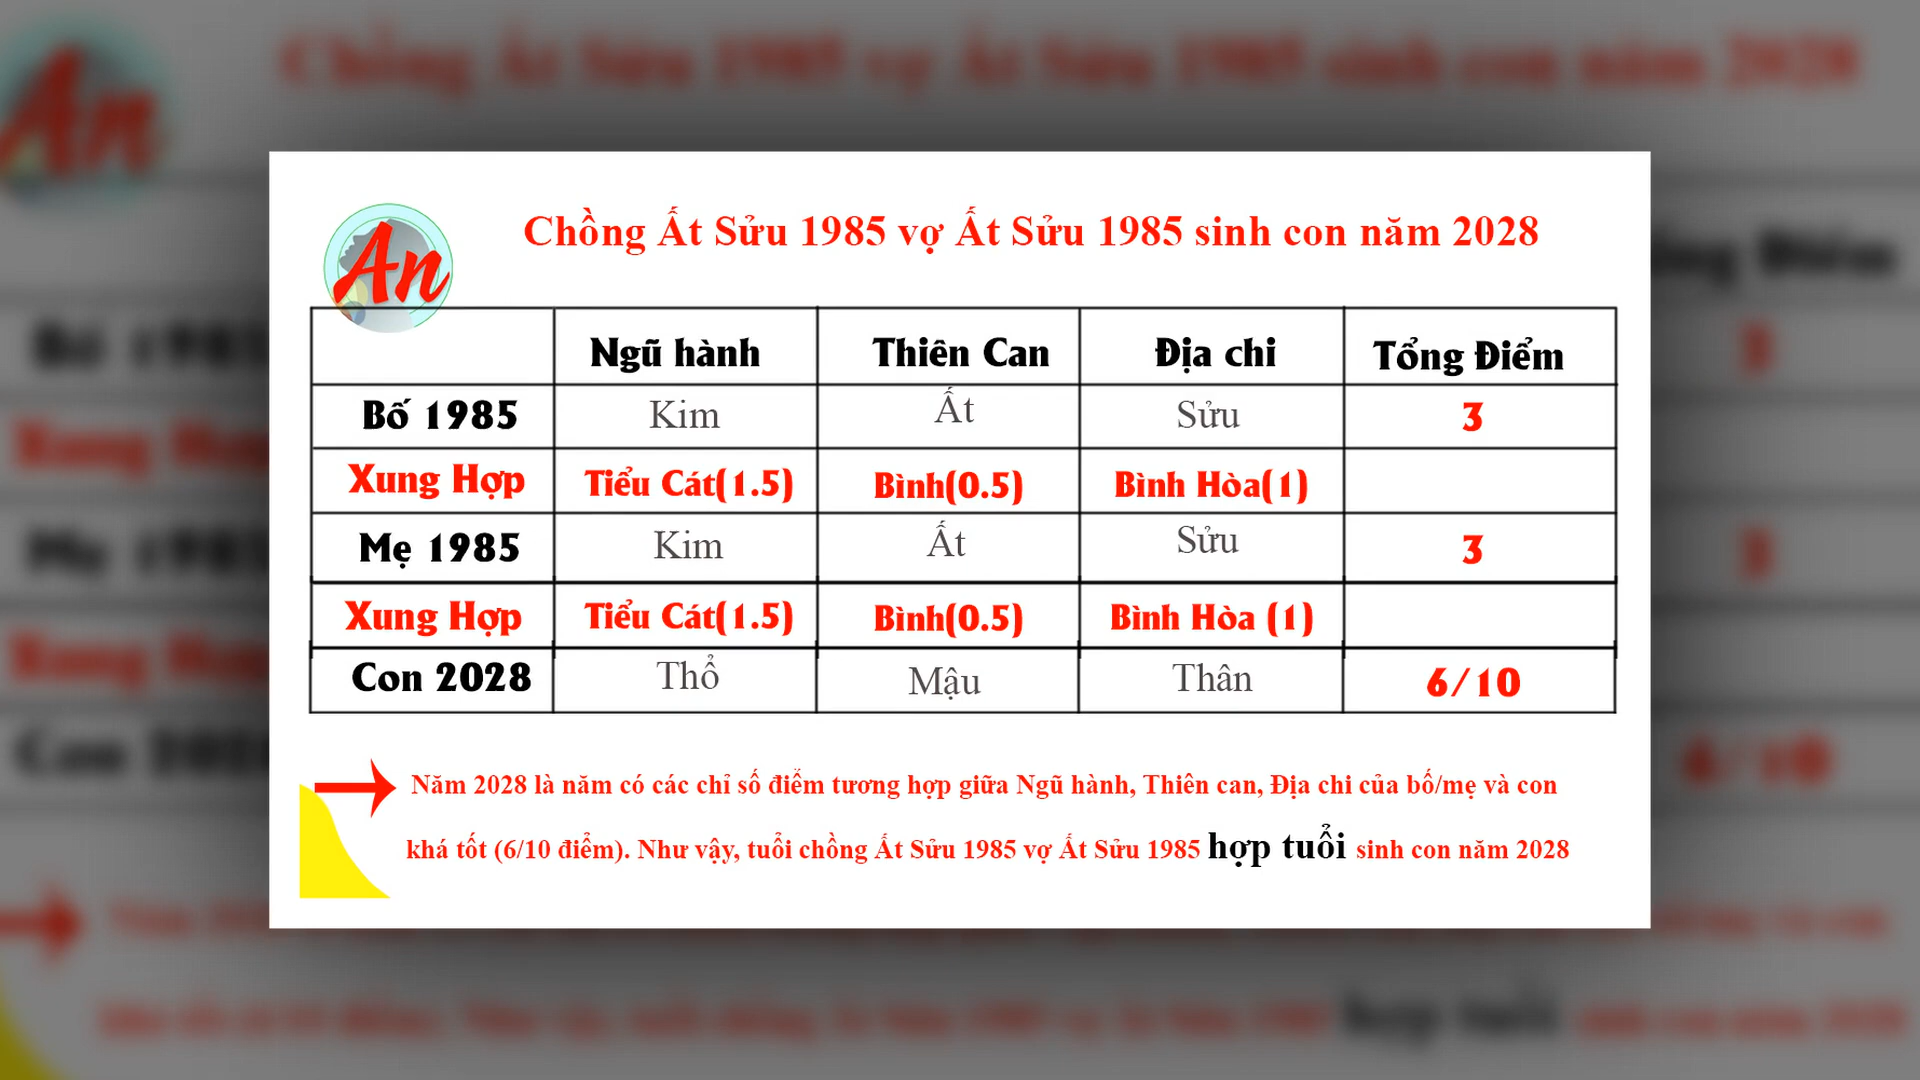 An
Chồng Ất Sửu 1985 vợ Ất Sửu 1985 sinh con năm 2028
Ngũ hành Thiên Can Địa chi Tổng Điểm
Bố 1985 Kim Ất Sửu 3
Xung Hợp Tiểu Cát(1.5) Bình(0.5) Bình Hòa(1)
Mẹ 1985 Kim Ất Sửu 3
Xung Hợp Tiểu Cát(1.5) Bình(0.5) Bình Hòa (1)
Con 2028 Thổ Mậu Thân 6/10
Năm 2028 là năm có các chỉ số điểm tương hợp giữa Ngũ hành, Thiên can, Địa chi của bố/mẹ và con
khá tốt (6/10 điểm). Như vậy, tuổi chồng Ất Sửu 1985 vợ Ất Sửu 1985 hợp tuổi sinh con năm 2028